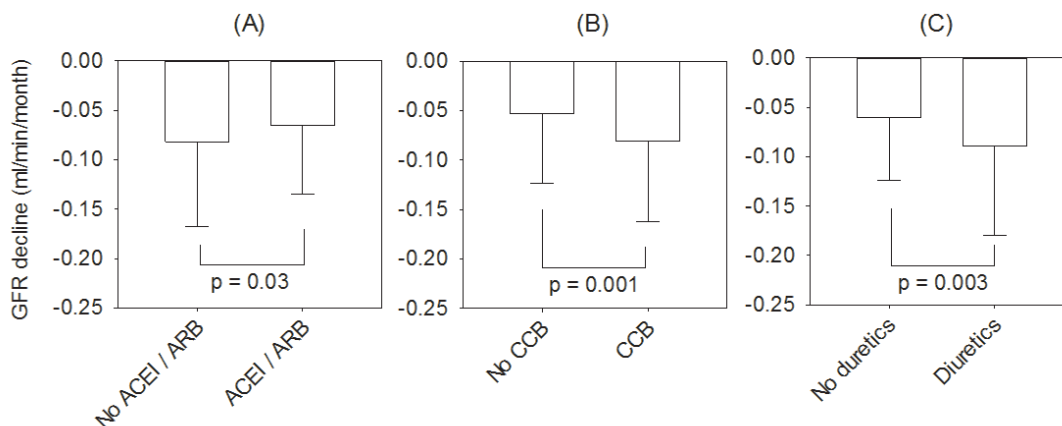 (A)
(B)
(C)
GFR decline (ml/min/month)
0.00
-0.05
-0.10
-0.15
-0.20
-0.25
p = 0.03
No ACEI / ARB
ACEI / ARB
0.00
-0.05
-0.10
-0.15
-0.20
-0.25
p = 0.001
No CCB
CCB
0.00
-0.05
-0.10
-0.15
-0.20
-0.25
p = 0.003
No duretics
Diuretics